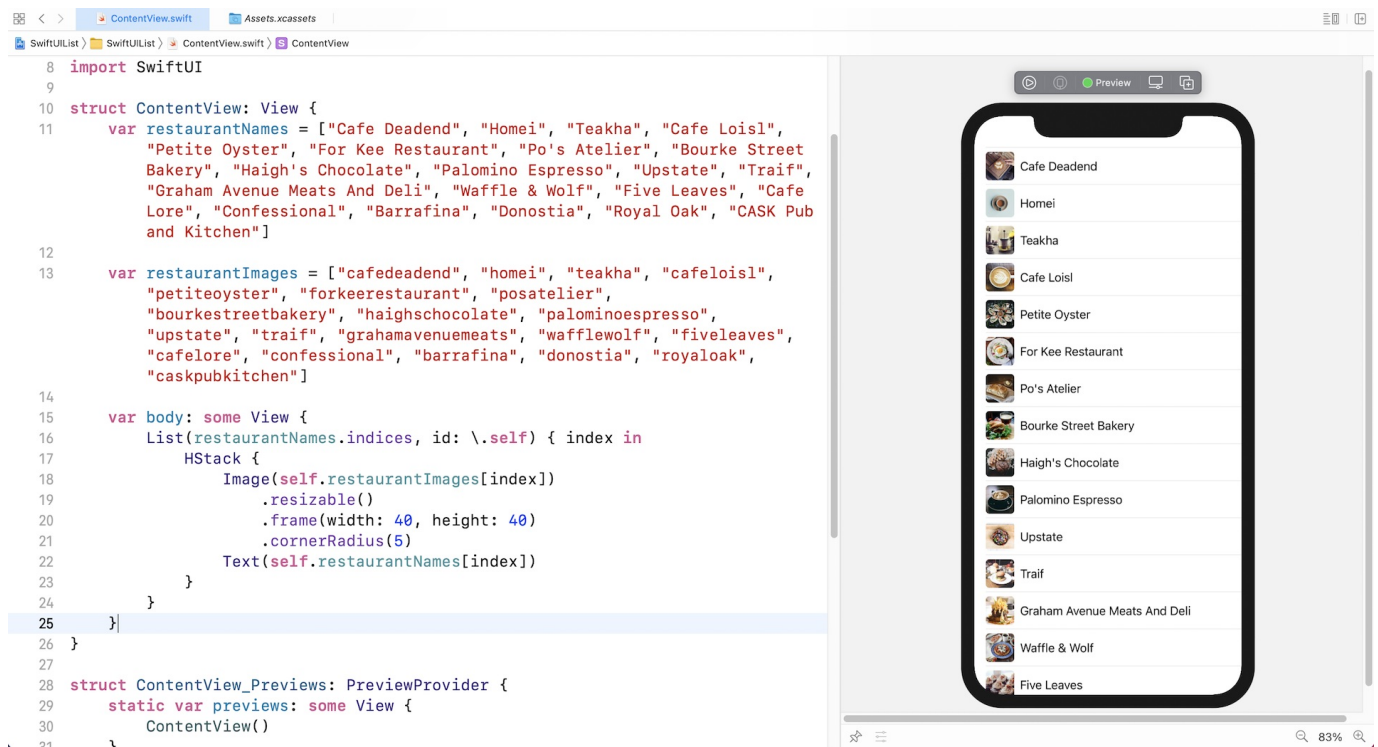 ContentView.swift
Assets.xcassets
SwiftUIList
SwiftUIList
ContentView.swift
S ContentView
8 import SwiftUI
9
10 struct ContentView: View {
11 var restaurantNames = ["Cafe Deadend", "Homei", "Teakha", "Cafe Loisl",
"Petite Oyster", "For Kee Restaurant", "Po's Atelier", "Bourke Street
Bakery", "Haigh's Chocolate", "Palomino Espresso", "Upstate", "Traif",
"Graham Avenue Meats And Deli", "Waffle & Wolf", "Five Leaves", "Cafe
Lore", "Confessional", "Barrafina", "Donostia", "Royal Oak", "CASK Pub
and Kitchen"]
12
13 var restaurantImages = ["cafedeadend", "homei", "teakha", "cafeloisl",
"petiteoyster", "forkeerestaurant", "posatelier",
"bourkestreetbakery", "haighschocolate", "palominoespresso",
"upstate", "traif", "grahamavenuemeats", "wafflewolf", "fiveleaves",
"cafelore", "confessional", "barrafina", "donostia", "royaloak",
"caskpubkitchen"]
14
15 var body: some View {
16 List(restaurantNames.indices, id: \.self) { index in
17 HStack {
18 Image(self.restaurantImages[index])
19 .resizable()
20 .frame(width: 40, height: 40)
21 .cornerRadius(5)
22 Text(self.restaurantNames[index])
23 }
24 }
25 }
26 }
27
28 struct ContentView_Previews: PreviewProvider {
29 static var previews: some View {
30 ContentView()
31 }
Preview
Cafe Deadend
Homei
Teakha
Cafe Loisl
Petite Oyster
For Kee Restaurant
Po's Atelier
Bourke Street Bakery
Haigh's Chocolate
Palomino Espresso
Upstate
Traif
Graham Avenue Meats And Deli
Waffle & Wolf
Five Leaves
83%